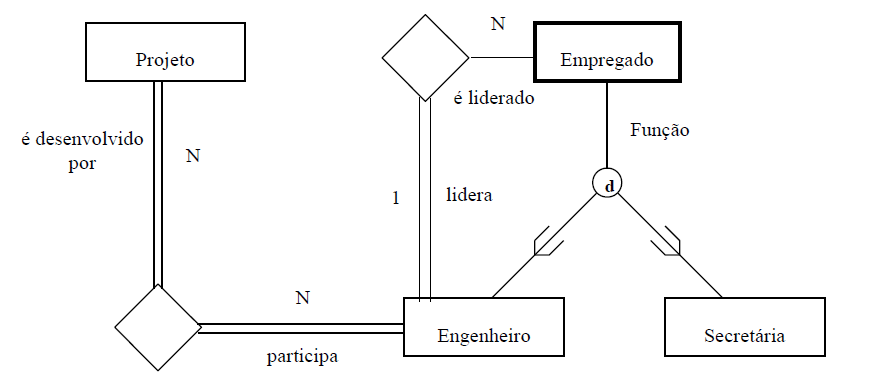 N
Projeto
Empregado
é liderado
Função
é desenvolvido
por
N
d
1
lidera
N
Engenheiro
Secretária
participa